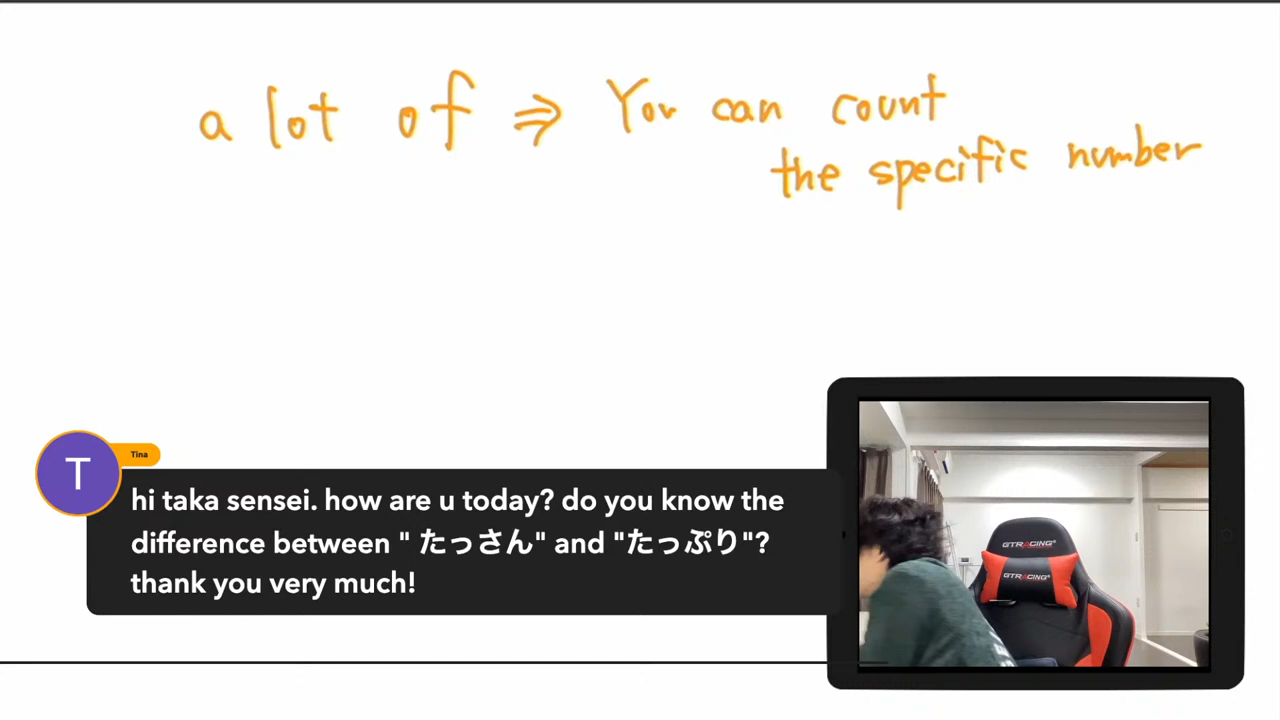 a lot of ⇒ You can count
the specific number
Tina
T
hi taka sensei. how are u today? do you know the
difference between " たっさん" and "たっぷり"?
thank you very much!
GTRACING
GTRACING